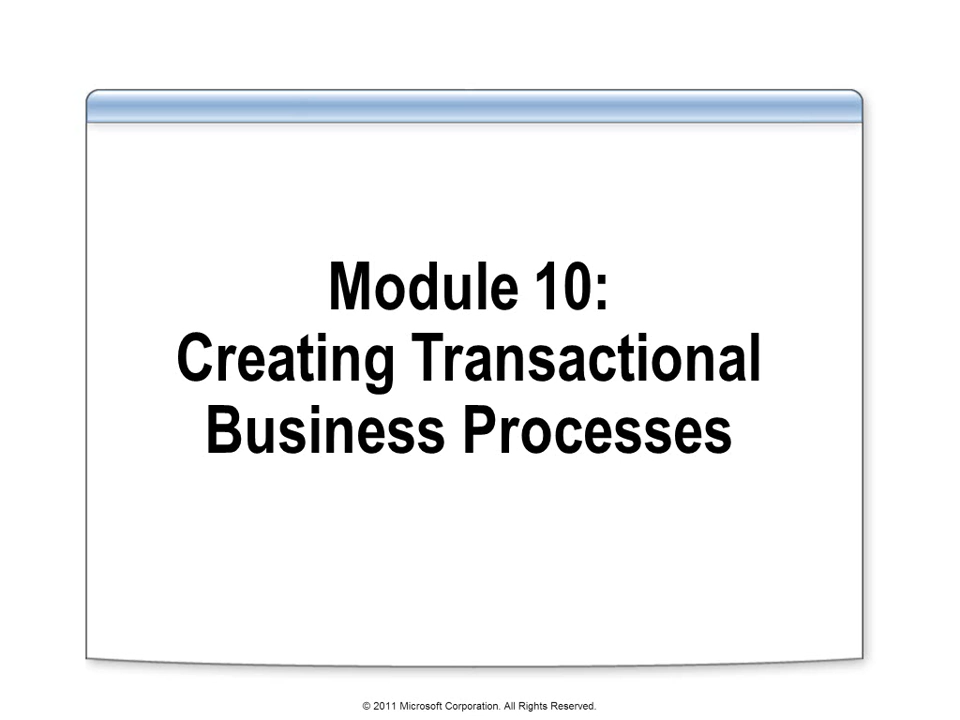 Module 10:
Creating Transactional
Business Processes
© 2011 Microsoft Corporation. All Rights Reserved.